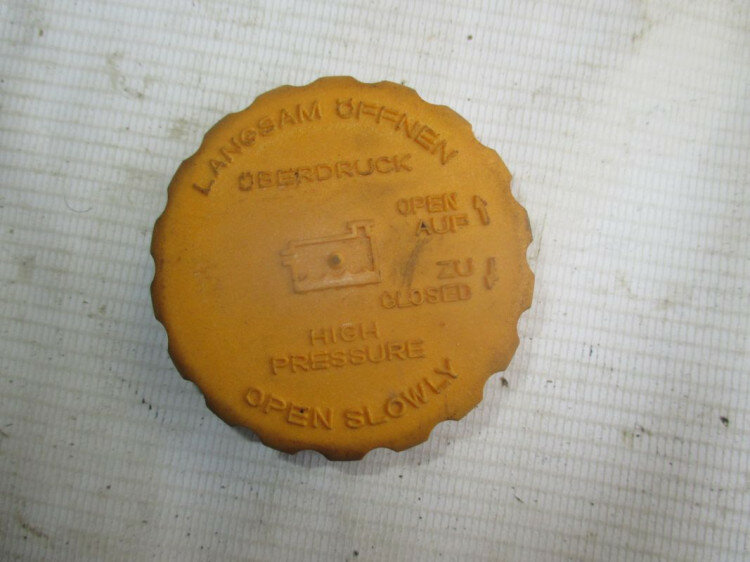 LANGSAM ÖFFNEN
ÜBERDRUCK
OPEN
AUF
ZU
CLOSED
HIGH
PRESSURE
OPEN SLOWLY